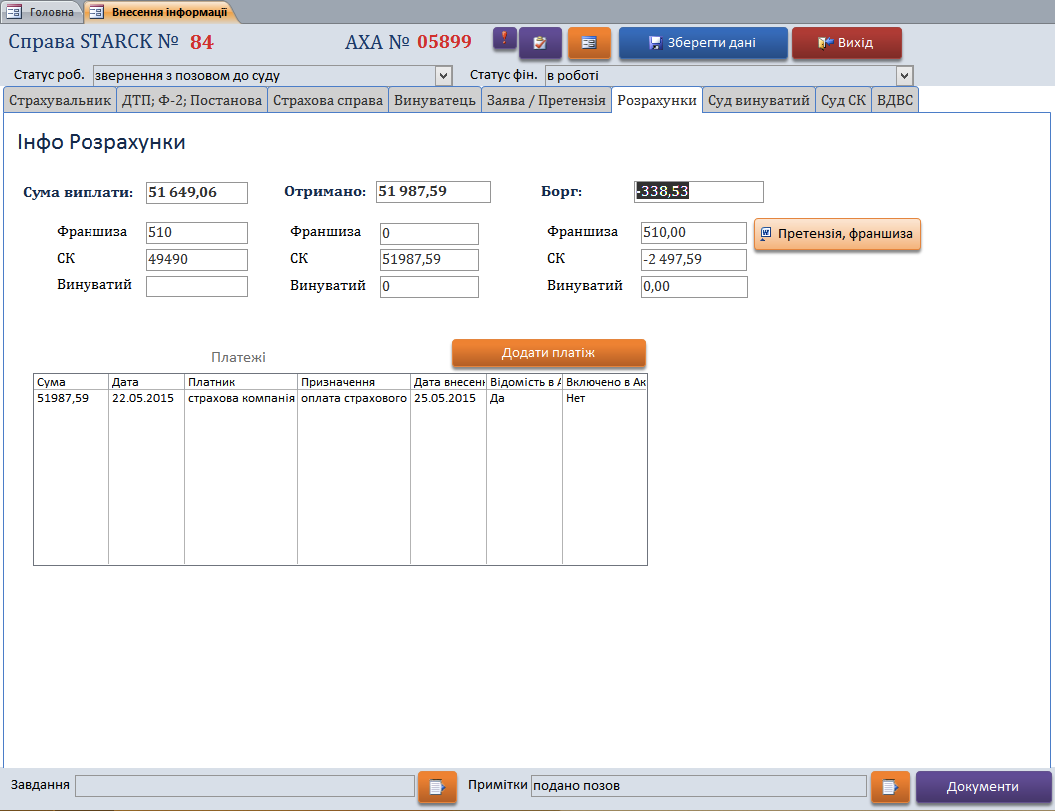 Головна Внесення інформації
Справа STARCK № 84 АХА № 05899 ! Зберегти дані Вихід
Статус роб. звернення з позовом до суду Статус фін. в роботі
Страхувальник ДТП; Ф-2; Постанова Страхова справа Винуватець Заява / Претензія Розрахунки Суд винуватий Суд СК ВДВС
Інфо Розрахунки
Сума виплати: 51 649,06 Отримано: 51 987,59 Борг: -338,53
Франшиза 510 Франшиза 0 Франшиза 510,00 Претензія, франшиза
СК 49490 СК 51987,59 СК -2 497,59
Винуватий Винуватий 0 Винуватий 0,00
Платежі Додати платіж
Сума Дата Платник Призначення Дата внесен Відомість в А Включено в Ак
51987,59 22.05.2015 страхова компанія оплата страхового 25.05.2015 Да Нет
Завдання Примітки подано позов Документи